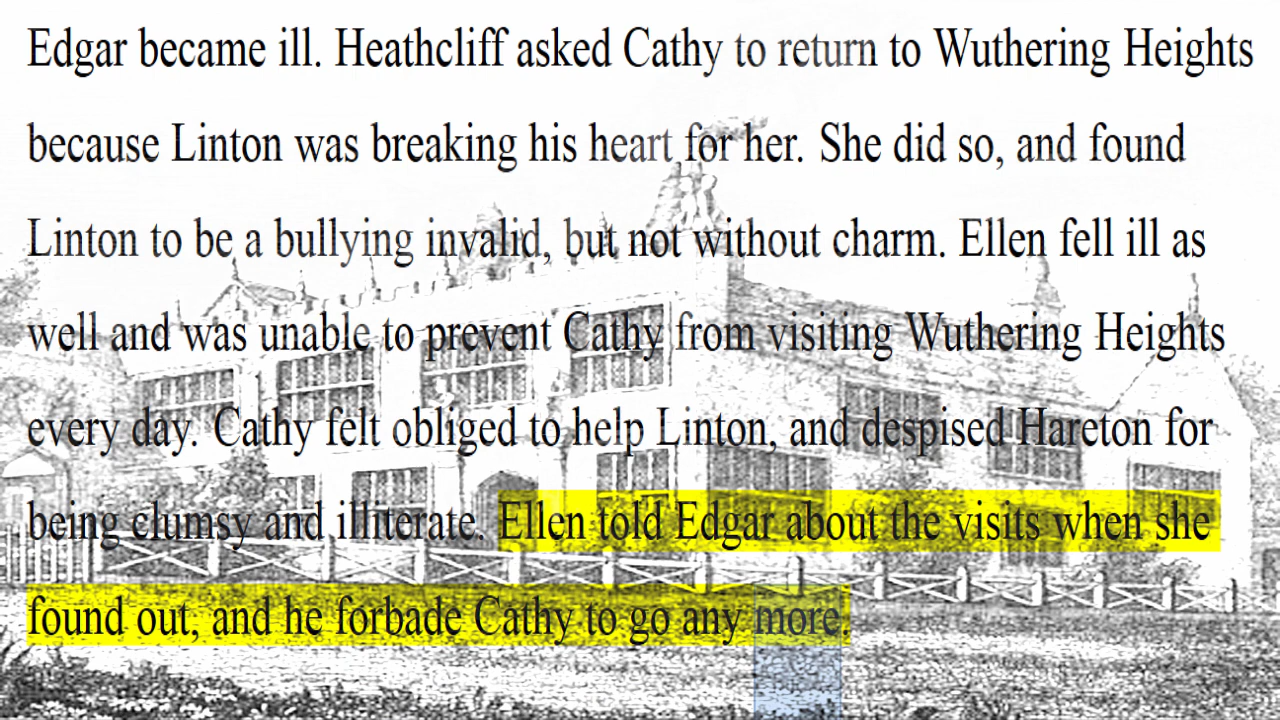 Edgar became ill. Heathcliff asked Cathy to return to Wuthering Heights
because Linton was breaking his heart for her. She did so, and found
Linton to be a bullying invalid, but not without charm. Ellen fell ill as
well and was unable to prevent Cathy from visiting Wuthering Heights
every day. Cathy felt obliged to help Linton, and despised Hareton for
being clumsy and illiterate. Ellen told Edgar about the visits when she
found out, and he forbade Cathy to go any more.